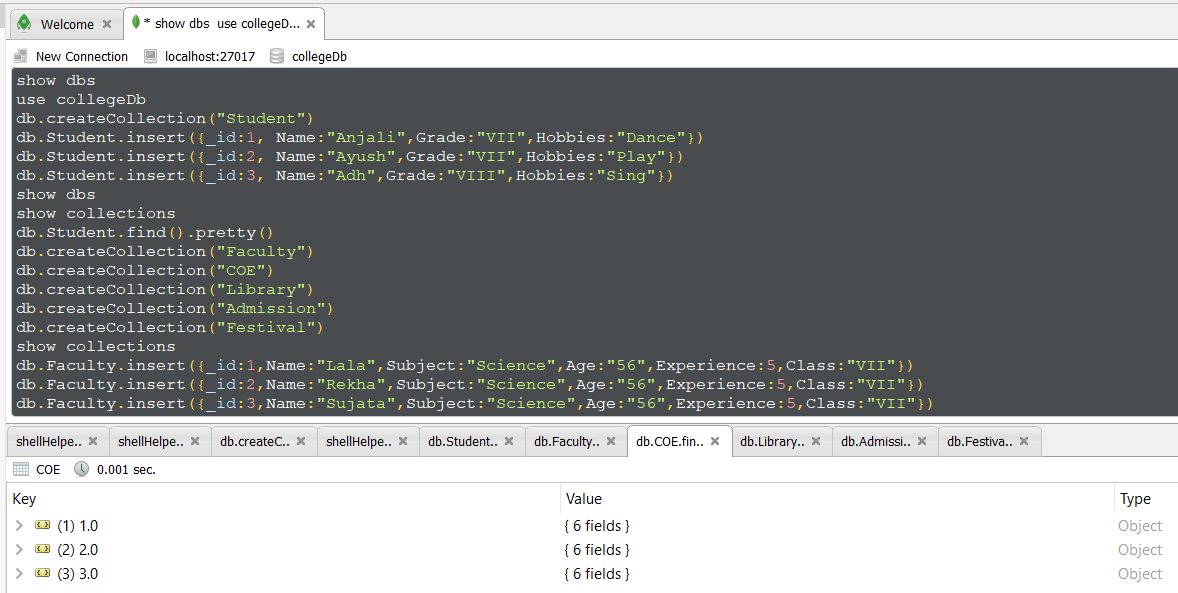 Welcome * show dbs use collegeD...
New Connection localhost:27017 collegeDb
show dbs
use collegeDb
db.createCollection("Student")
db.Student.insert({_id:1, Name:"Anjali",Grade:"VII",Hobbies:"Dance"})
db.Student.insert({_id:2, Name:"Ayush",Grade:"VII",Hobbies:"Play"})
db.Student.insert({_id:3, Name:"Adh",Grade:"VIII",Hobbies:"Sing"})
show dbs
show collections
db.Student.find().pretty()
db.createCollection("Faculty")
db.createCollection("COE")
db.createCollection("Library")
db.createCollection("Admission")
db.createCollection("Festival")
show collections
db.Faculty.insert({_id:1,Name:"Lala",Subject:"Science",Age:"56",Experience:5,Class:"VII"})
db.Faculty.insert({_id:2,Name:"Rekha",Subject:"Science",Age:"56",Experience:5,Class:"VII"})
db.Faculty.insert({_id:3,Name:"Sujata",Subject:"Science",Age:"56",Experience:5,Class:"VII"})
shellHelpe.. shellHelpe.. db.createC.. shellHelpe.. db.Student.. db.Faculty.. db.COE.fin.. db.Library.. db.Admissi.. db.Festiva..
COE 0.001 sec.
Key Value Type
(1) 1.0 { 6 fields } Object
(2) 2.0 { 6 fields } Object
(3) 3.0 { 6 fields } Object